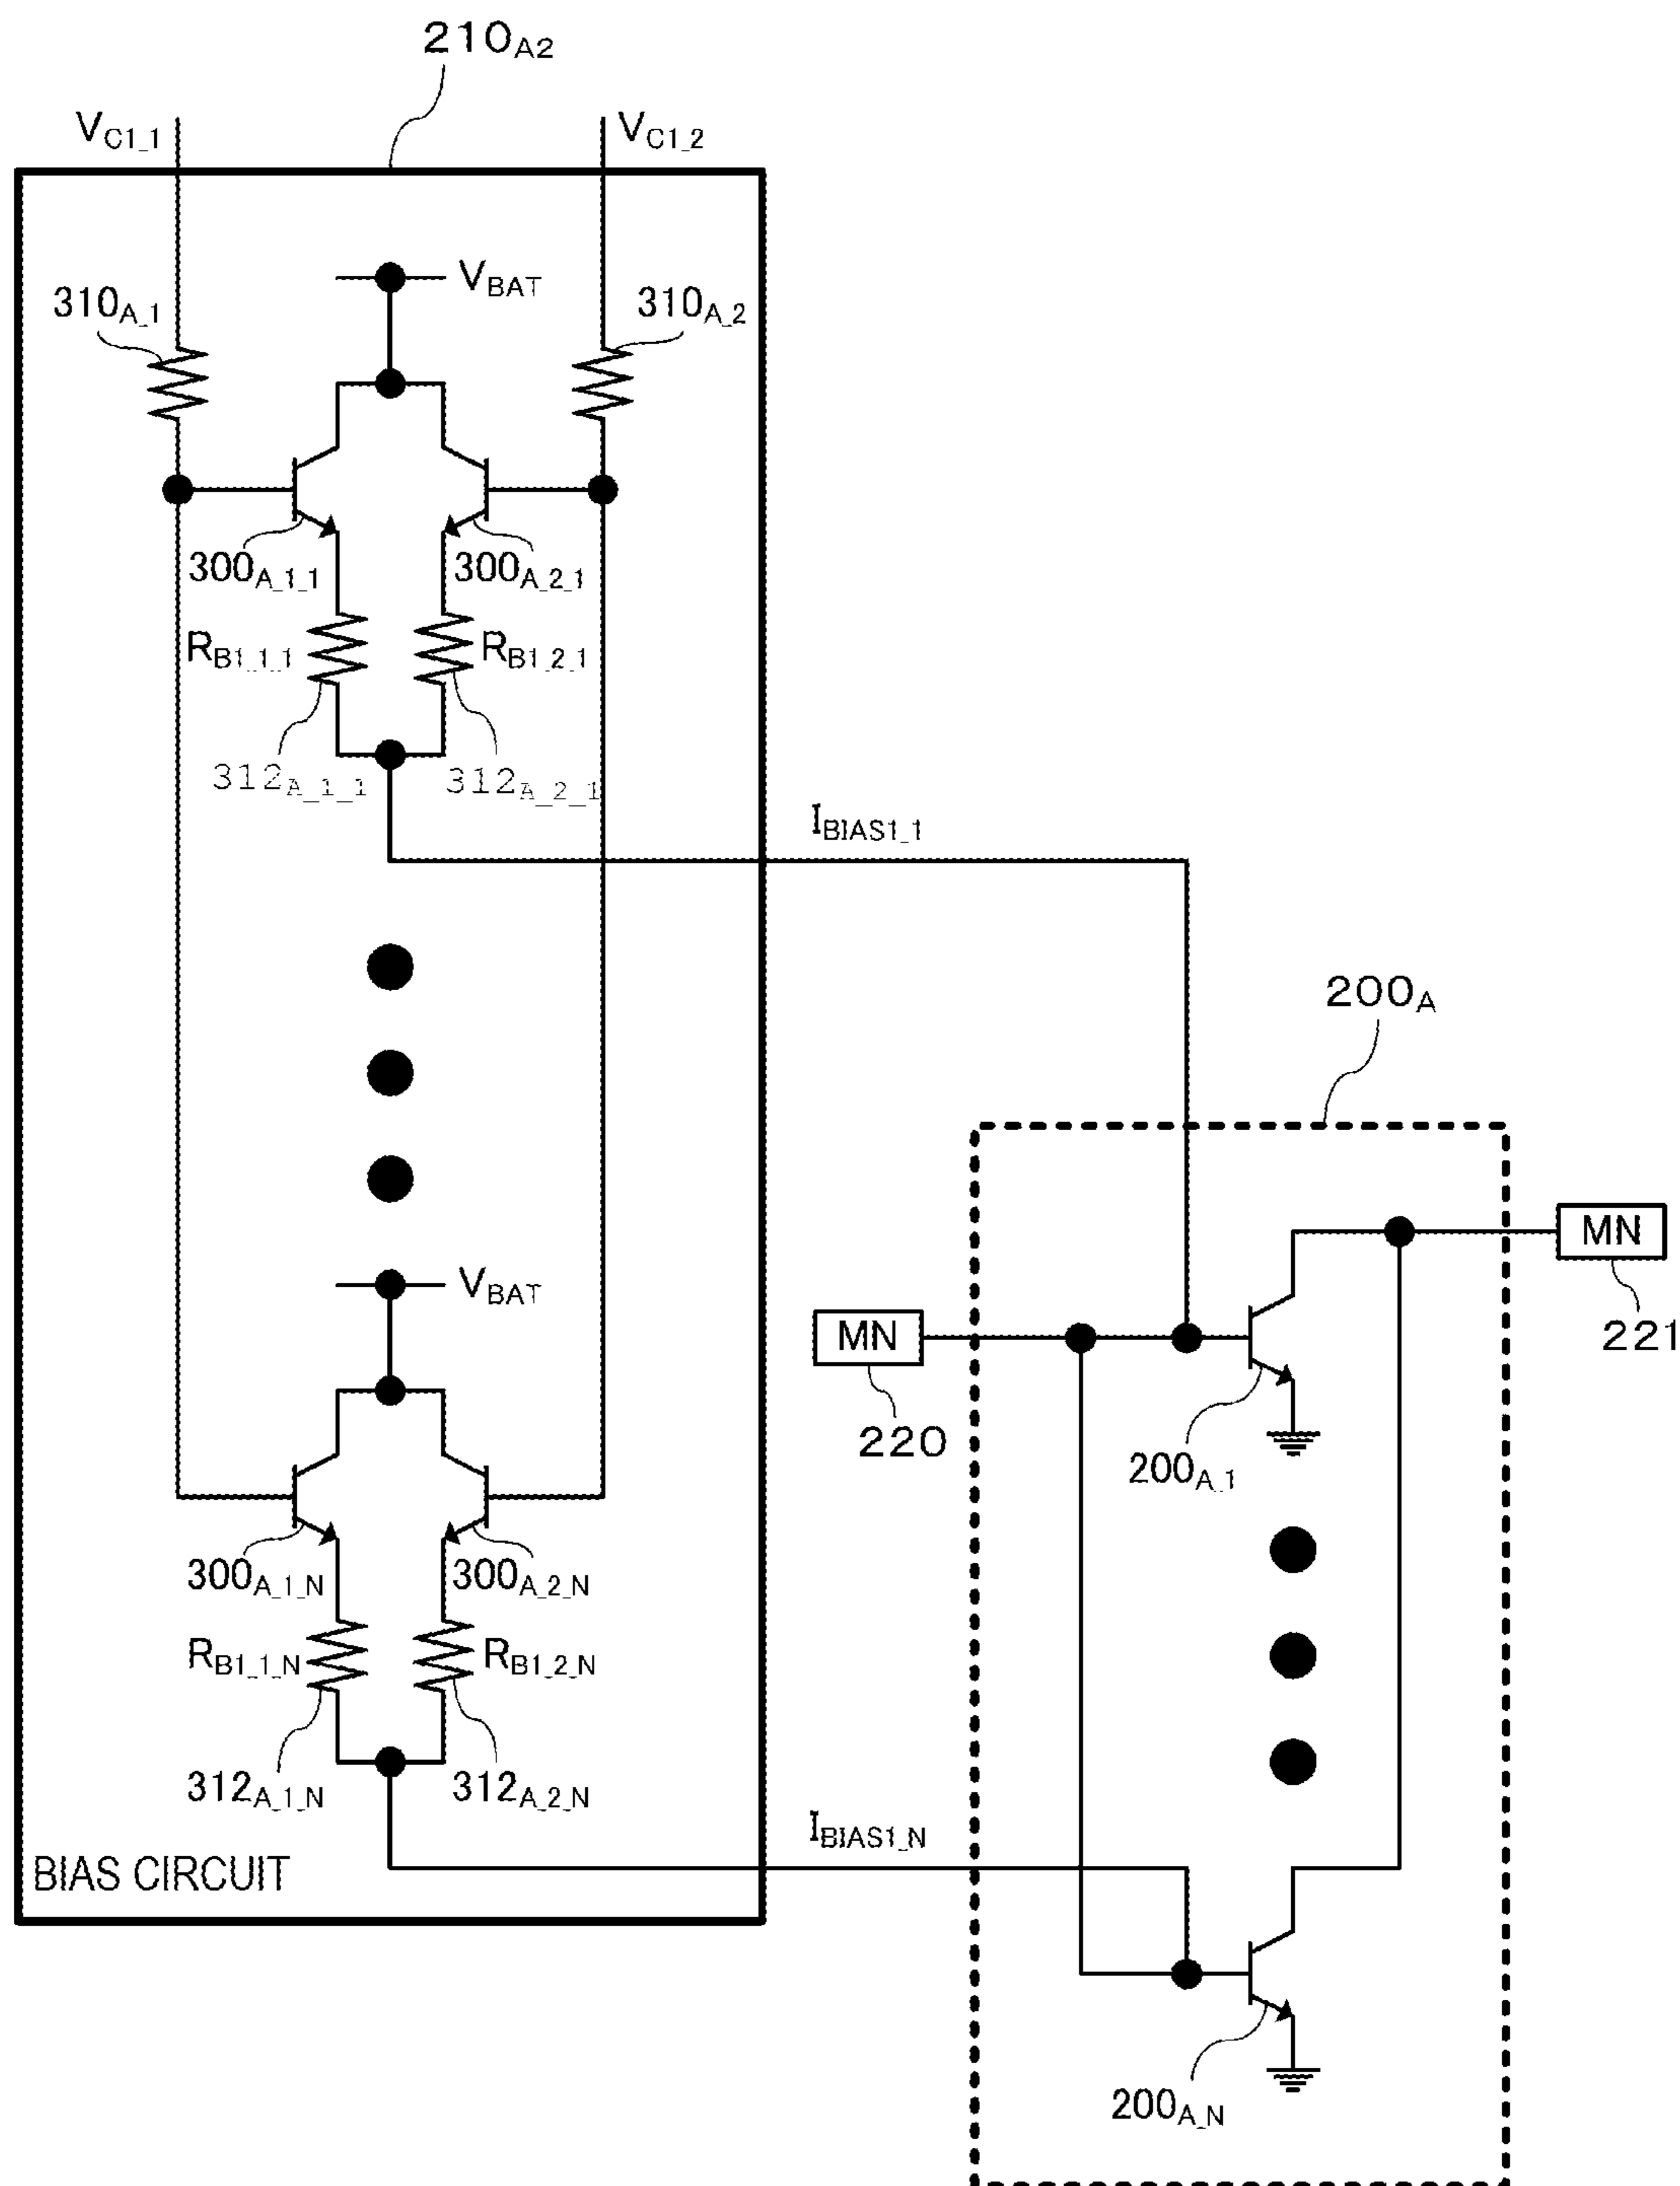 210A2
VC1_1
VC1_2
VBAT
310A_1
310A_2
300A_1_1
300A_2_1
RB1_1_1
RB1_2_1
312A_1_1
312A_2_1
IBIAS1_1
200A
VBAT
MN
MN
221
220
200A_1
300A_1_N
300A_2_N
RB1_1_N
RB1_2_N
312A_1_N
312A_2_N
IBIAS1_N
BIAS CIRCUIT
200A_N